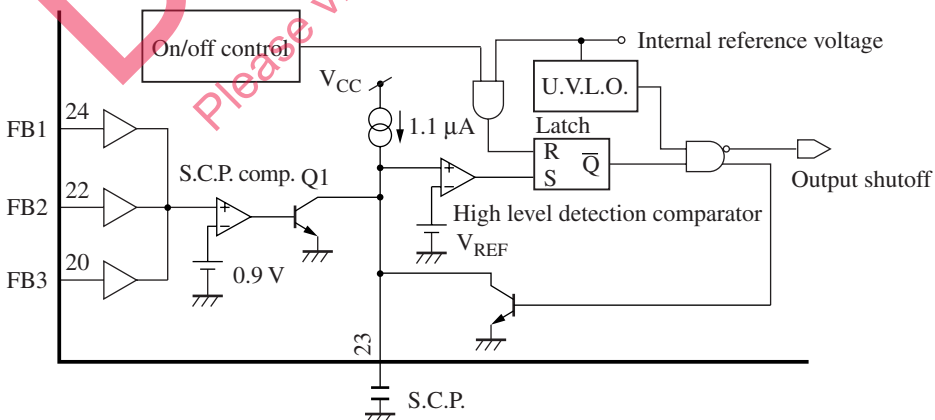 Please v
On/off control
Internal reference voltage
VCC
U.V.L.O.
24
FB1
1.1 μA
Latch
R
S
Q̅
S.C.P. comp.
Q1
22
FB2
Output shutoff
High level detection comparator
VREF
20
FB3
0.9 V
23
S.C.P.